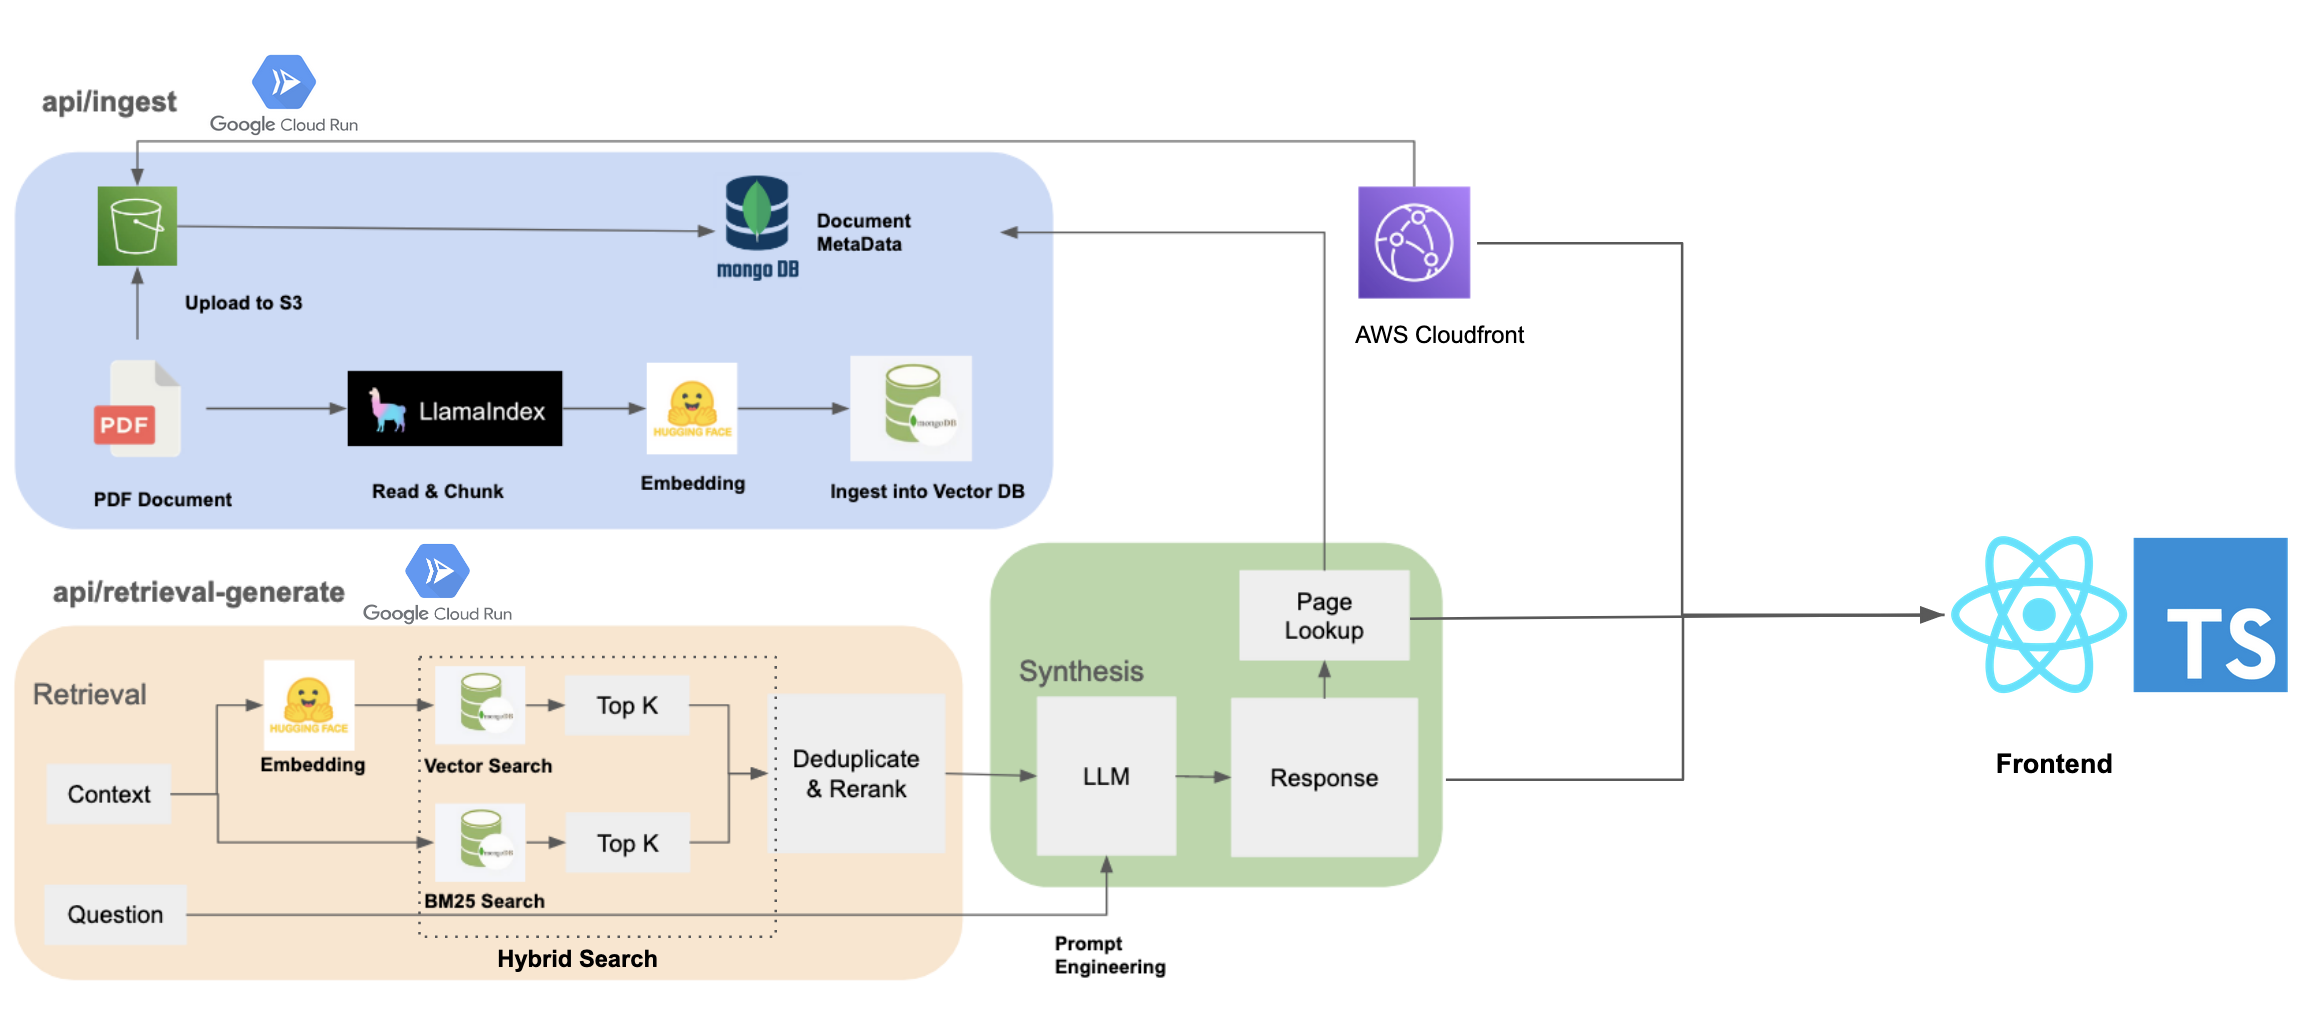 api/ingest
Google Cloud Run
Document
MetaData
mongo DB
Upload to S3
AWS Cloudfront
PDF
LlamaIndex
HUGGING FACE
mongoDB
PDF Document
Read & Chunk
Embedding
Ingest into Vector DB
api/retrieval-generate
Google Cloud Run
Retrieval
HUGGING FACE
Embedding
mongoDB
Vector Search
Top K
Context
Deduplicate
& Rerank
mongoDB
BM25 Search
Top K
Question
Hybrid Search
Synthesis
Page
Lookup
LLM
Response
Prompt
Engineering
TS
Frontend